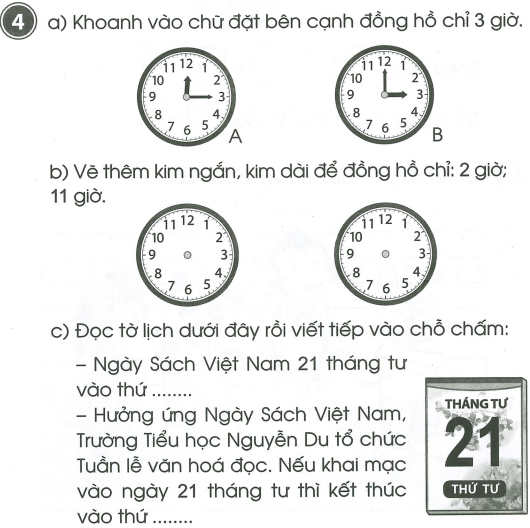 4 a) Khoanh vào chữ đặt bên cạnh đồng hồ chỉ 3 giờ.
11 12 1
10 2
9 3
8 4
7 6 5
A
11 12 1
10 2
9 3
8 4
7 6 5
B
b) Vẽ thêm kim ngắn, kim dài để đồng hồ chỉ: 2 giờ;
11 giờ.
11 12 1
10 2
9 3
8 4
7 6 5
11 12 1
10 2
9 3
8 4
7 6 5
c) Đọc tờ lịch dưới đây rồi viết tiếp vào chỗ chấm:
– Ngày Sách Việt Nam 21 tháng tư
vào thứ ........
– Hưởng ứng Ngày Sách Việt Nam,
Trường Tiểu học Nguyễn Du tổ chức
Tuần lễ văn hoá đọc. Nếu khai mạc
vào ngày 21 tháng tư thì kết thúc
vào thứ ........
THÁNG TƯ
21
THỨ TƯ